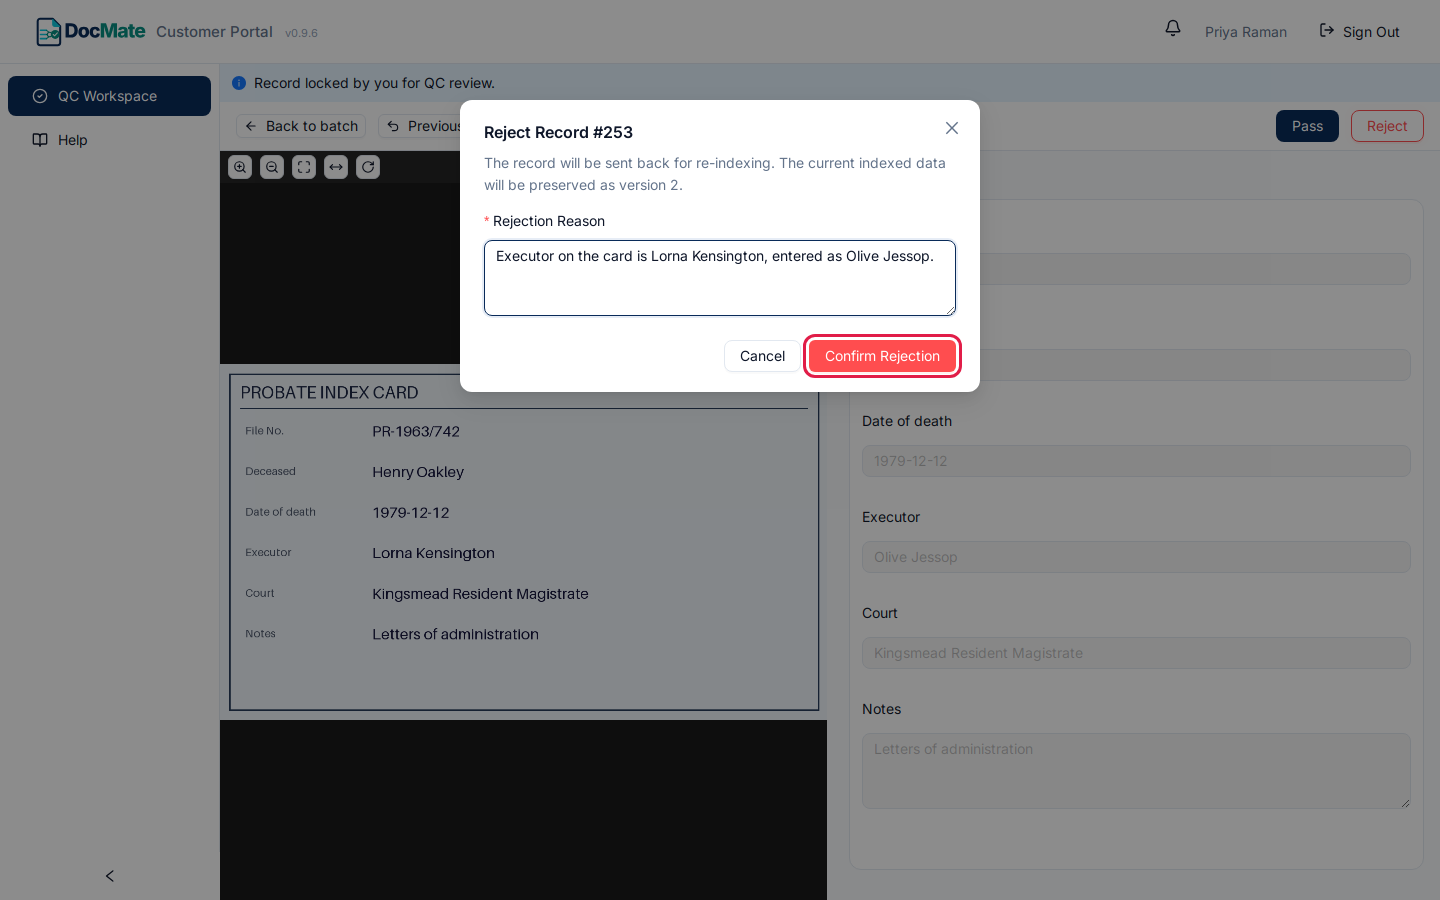 DocMate Customer Portal v0.9.6
Priya Raman
Sign Out
QC Workspace
Help
Record locked by you for QC review.
Back to batch
Previous
Pass
Reject
Reject Record #253
The record will be sent back for re-indexing. The current indexed data
will be preserved as version 2.
* Rejection Reason
Executor on the card is Lorna Kensington, entered as Olive Jessop.
Cancel
Confirm Rejection
PROBATE INDEX CARD
File No. PR-1963/742
Deceased Henry Oakley
Date of death 1979-12-12
Executor Lorna Kensington
Court Kingsmead Resident Magistrate
Notes Letters of administration
Date of death
1979-12-12
Executor
Olive Jessop
Court
Kingsmead Resident Magistrate
Notes
Letters of administration